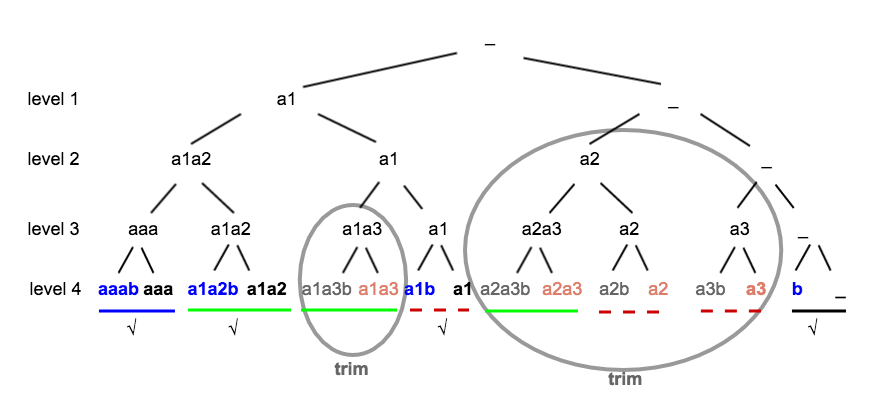 _
level 1 a1 _
level 2 a1a2 a1 a2 _
level 3 aaa a1a2 a1a3 a1 a2a3 a2 a3 _
level 4 aaab aaa a1a2b a1a2 a1a3b a1a3 a1b a1 a2a3b a2a3 a2b a2 a3b a3 b _
√ √ √ √
trim trim